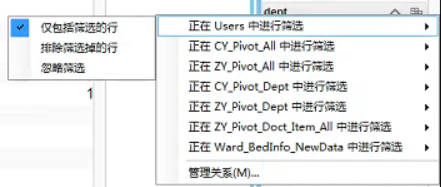 dept
仅包括筛选的行
排除筛选掉的行
忽略筛选
1
正在 Users 中进行筛选
正在 CY_Pivot_All 中进行筛选
正在 ZY_Pivot_All 中进行筛选
正在 CY_Pivot_Dept 中进行筛选
正在 ZY_Pivot_Dept 中进行筛选
正在 ZY_Pivot_Doct_Item_All 中进行筛选
正在 Ward_BedInfo_NewData 中进行筛选
管理关系(M)...